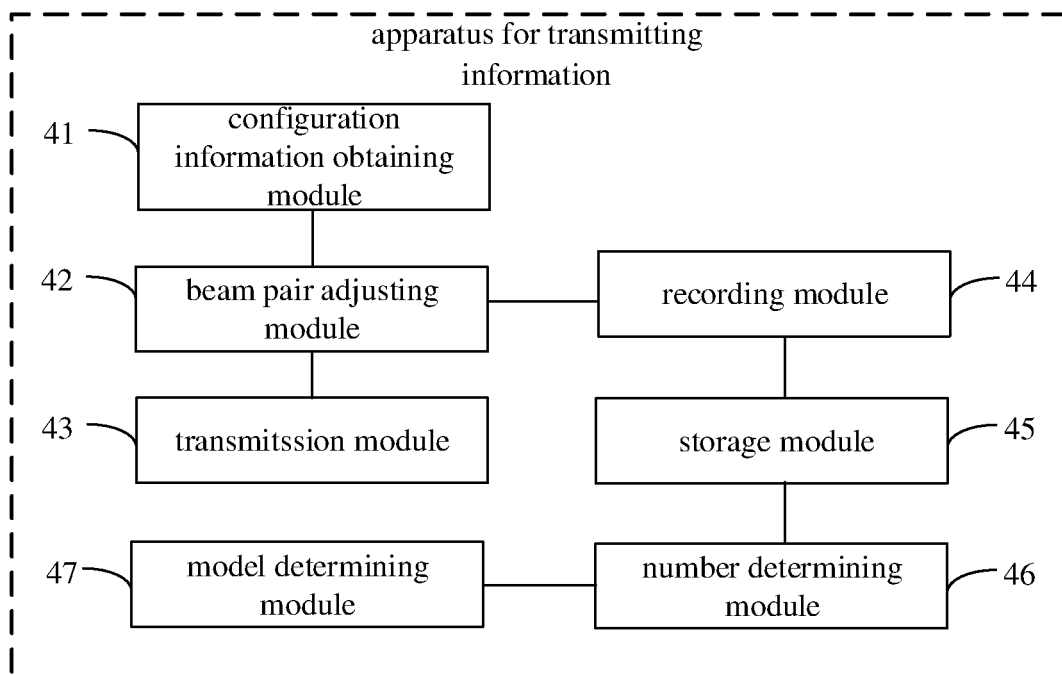 apparatus for transmitting
information
41
configuration
information obtaining
module
42
beam pair adjusting
module
recording module
44
43
transmitssion module
storage module
45
47
model determining
module
number determining
module
46